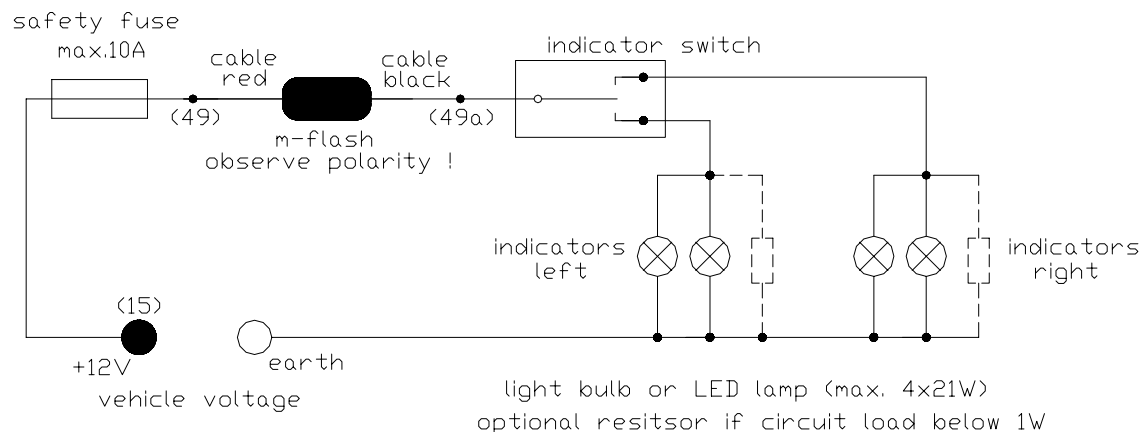 safety fuse
max.10A
cable
red
cable
black
indicator switch
(49)
(49a)
m-flash
observe polarity !
indicators
left
indicators
right
(15)
+12V
earth
vehicle voltage
light bulb or LED lamp (max. 4x21W)
optional resitsor if circuit load below 1W